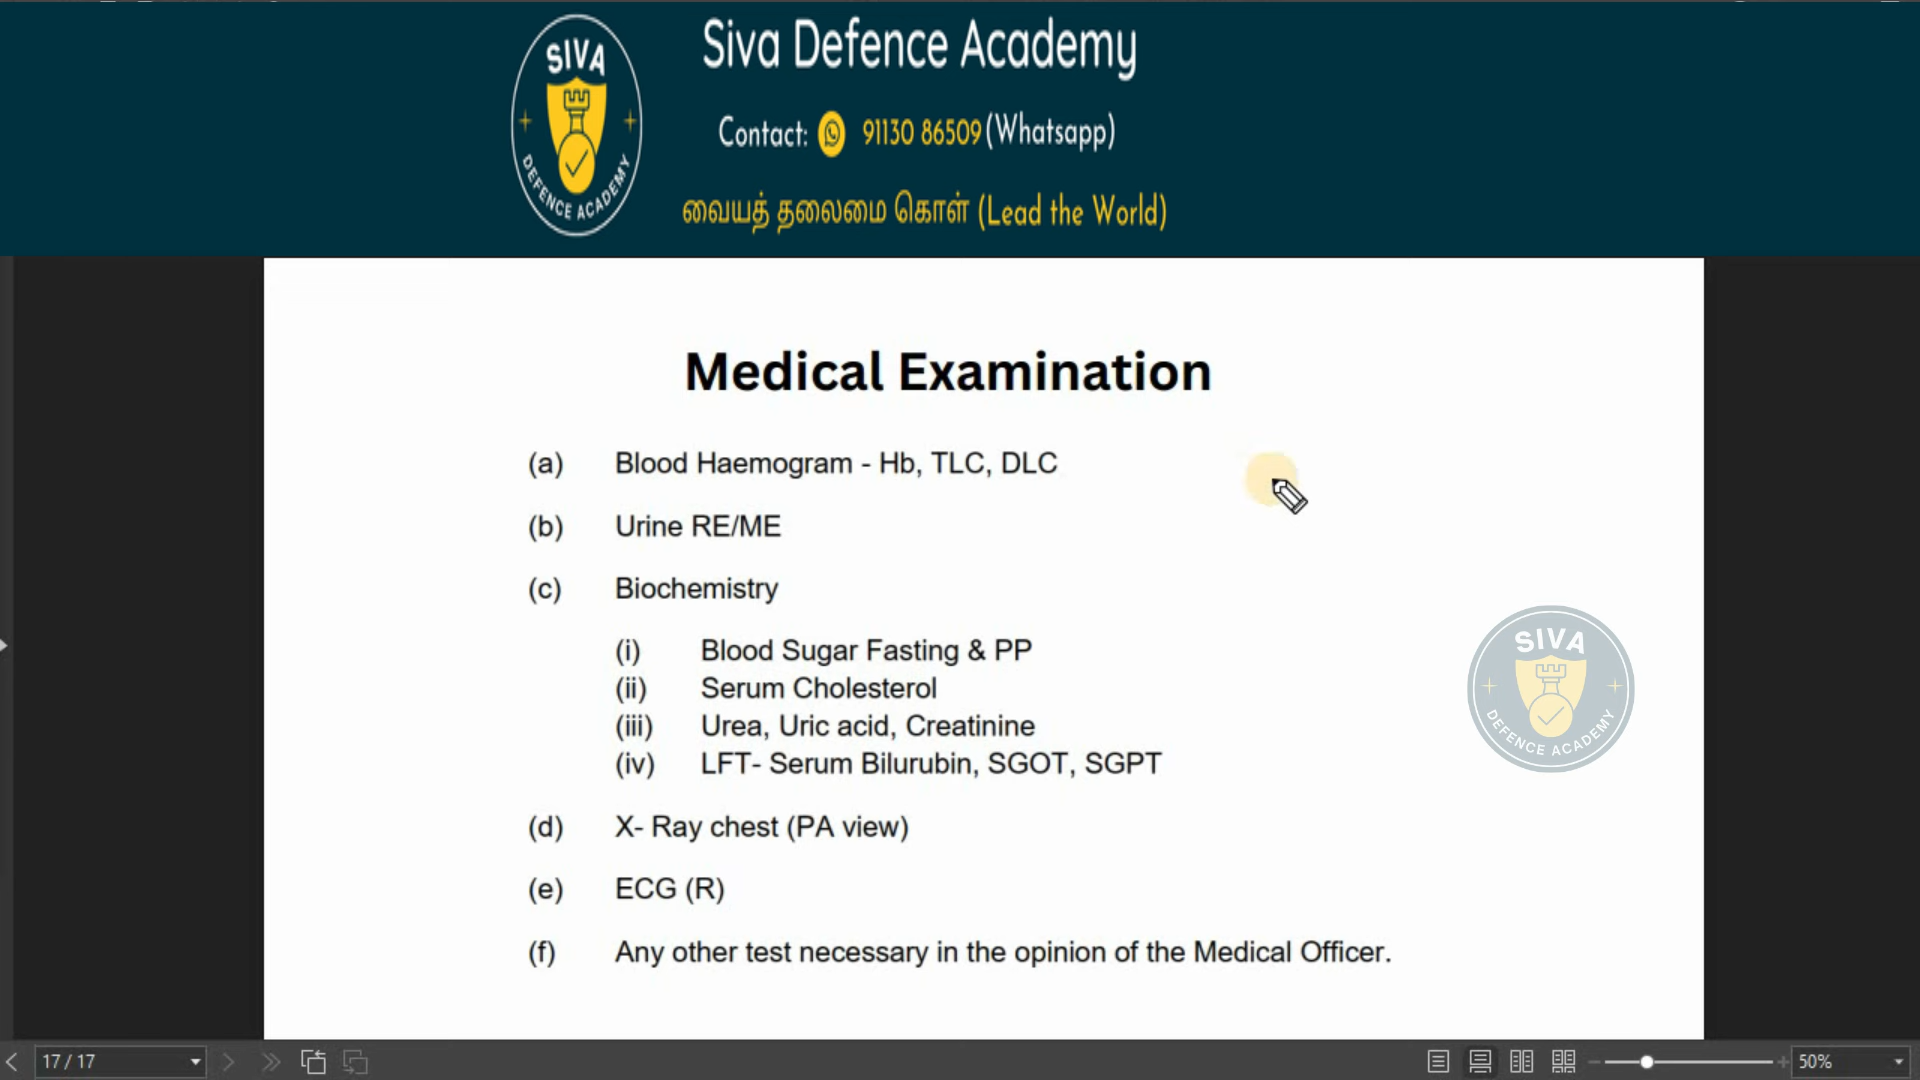 SIVA
DEFENCE ACADEMY
Siva Defence Academy
Contact: 91130 86509 (Whatsapp)
வையத் தலைமை கொள் (Lead the World)
Medical Examination
(a) Blood Haemogram - Hb, TLC, DLC
(b) Urine RE/ME
(c) Biochemistry
(i) Blood Sugar Fasting & PP
(ii) Serum Cholesterol
(iii) Urea, Uric acid, Creatinine
(iv) LFT- Serum Bilurubin, SGOT, SGPT
SIVA
DEFENCE ACADEMY
(d) X- Ray chest (PA view)
(e) ECG (R)
(f) Any other test necessary in the opinion of the Medical Officer.
17 / 17
50%